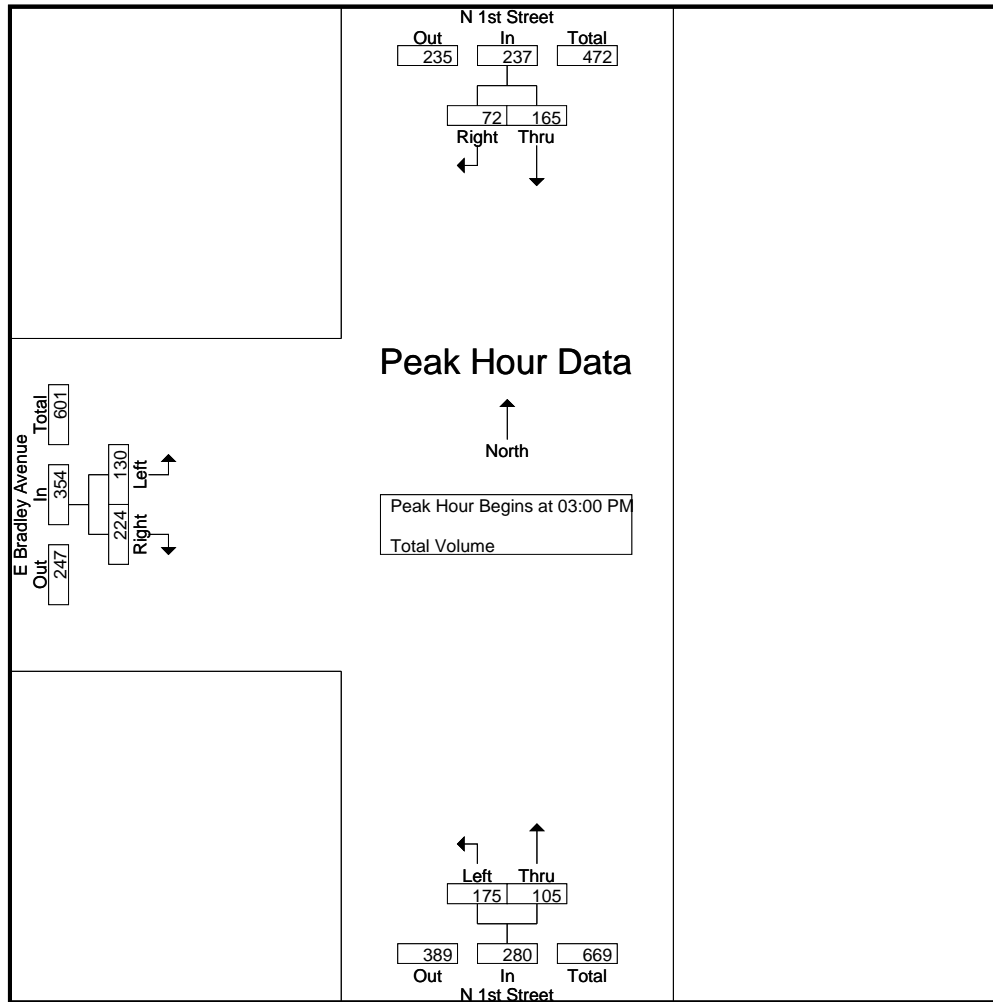 N 1st Street
Out In Total
235 237 472
72 165
Right Thru
Peak Hour Data
North
Peak Hour Begins at 03:00 PM
Total Volume
E Bradley Avenue
Out In Total
247 354 601
Right Left
224 130
Left Thru
175 105
389 280 669
Out In Total
N 1st Street